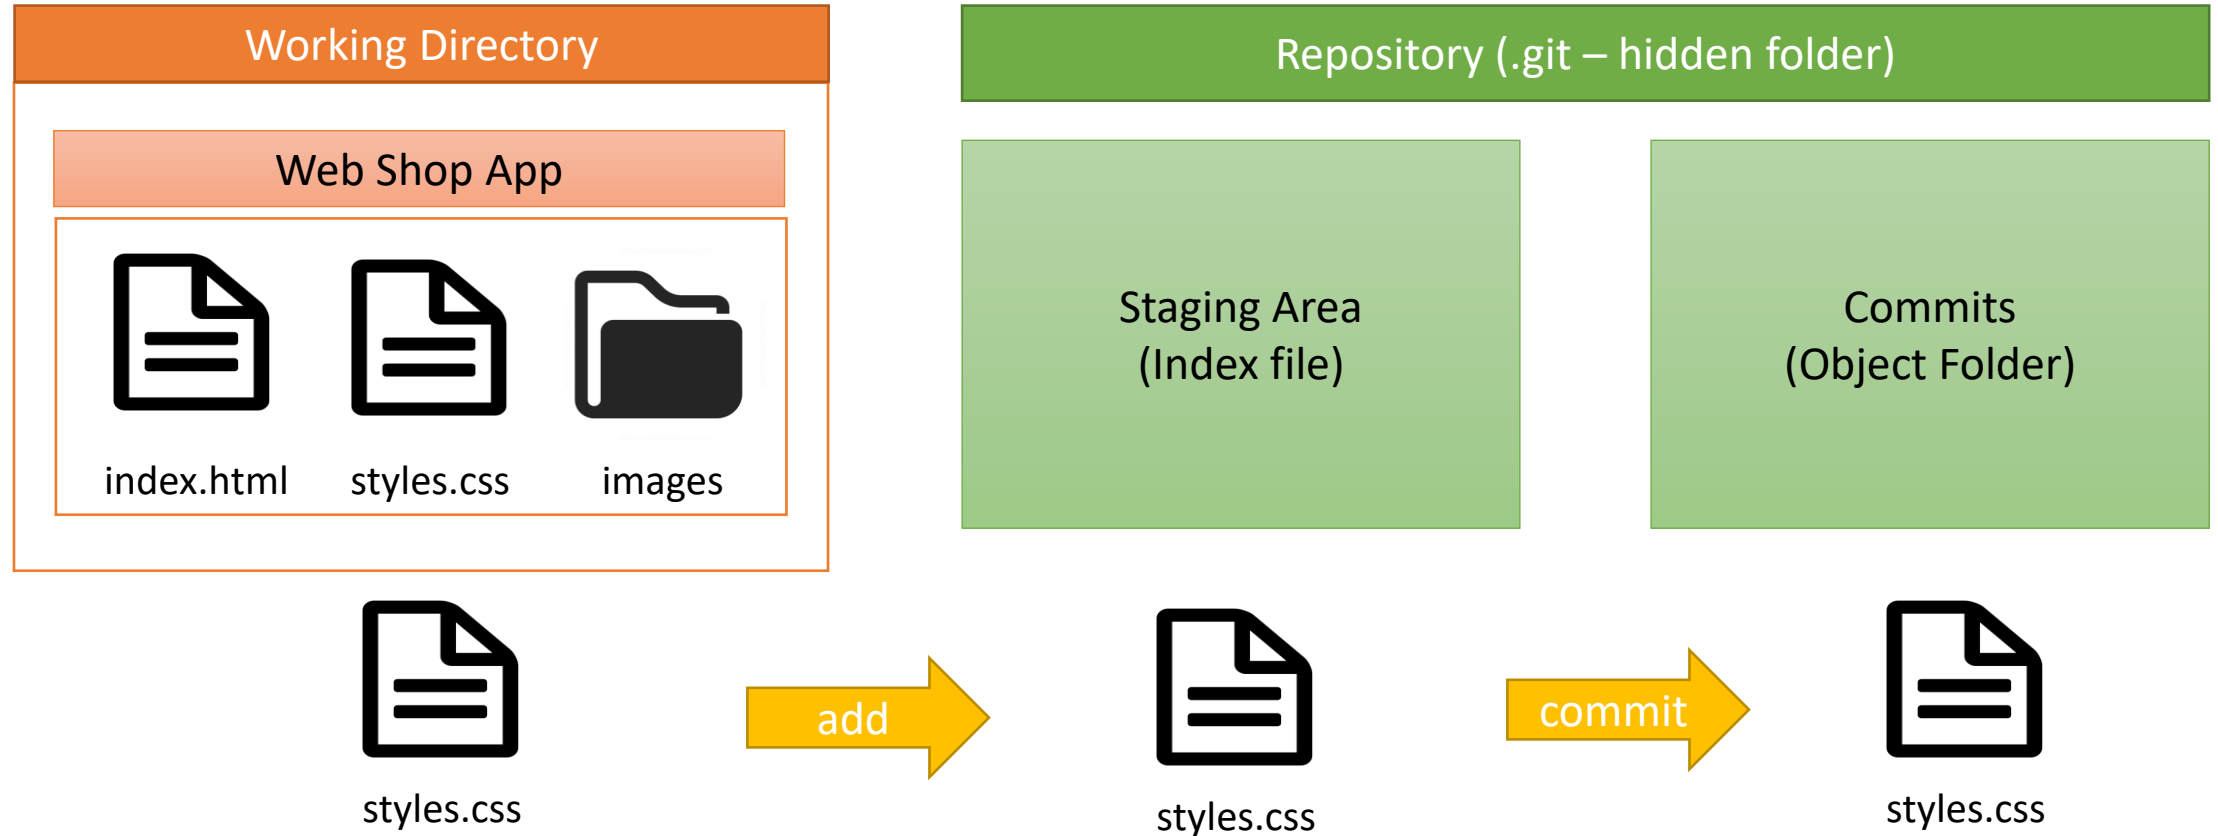 Working Directory
Repository (.git – hidden folder)
Web Shop App
index.html
styles.css
images
Staging Area
(Index file)
Commits
(Object Folder)
add
commit
styles.css
styles.css
styles.css